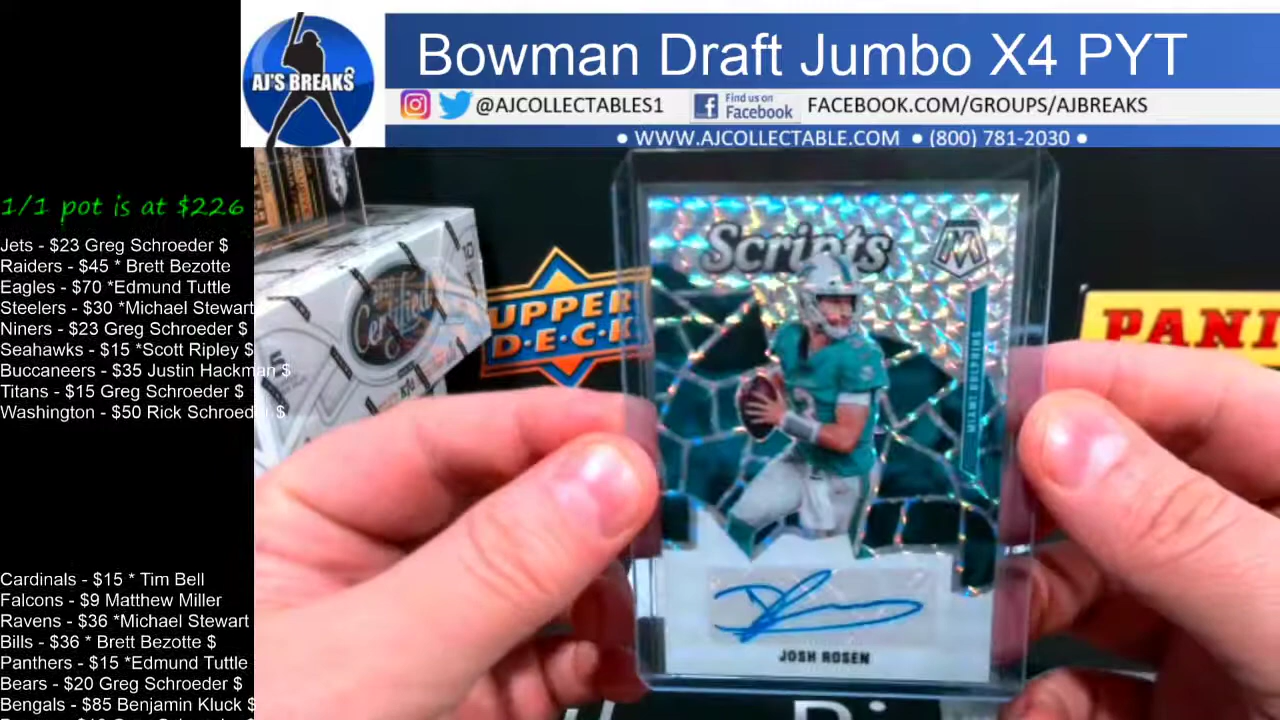 AJ'S BREAKS
Bowman Draft Jumbo X4 PYT
@AJCOLLECTABLES1
Find us on
Facebook
FACEBOOK.COM/GROUPS/AJBREAKS
• WWW.AJCOLLECTABLE.COM • (800) 781-2030 •
1/1 pot is at $226
Jets - $23 Greg Schroeder $
Raiders - $45 * Brett Bezotte
Eagles - $70 *Edmund Tuttle
Steelers - $30 *Michael Stewart
Niners - $23 Greg Schroeder $
Seahawks - $15 *Scott Ripley $
Buccaneers - $35 Justin Hackman $
Titans - $15 Greg Schroeder $
Washington - $50 Rick Schroeder $
Cardinals - $15 * Tim Bell
Falcons - $9 Matthew Miller
Ravens - $36 *Michael Stewart
Bills - $36 * Brett Bezotte $
Panthers - $15 *Edmund Tuttle
Bears - $20 Greg Schroeder $
Bengals - $85 Benjamin Kluck $
Certified
UPPER
D·E·C·K
Scripts
M
MIAMI DOLPHINS
JOSH ROSEN
PANI